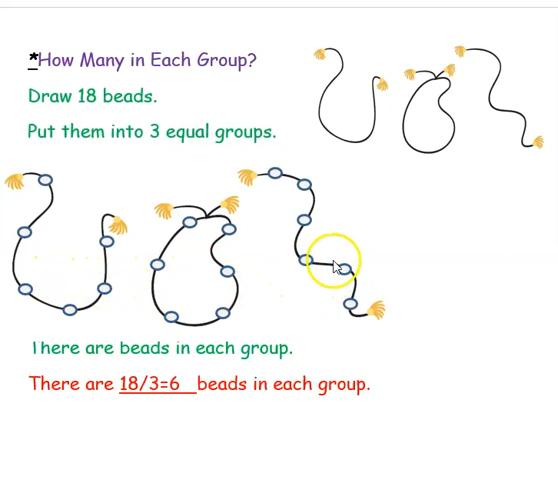 *How Many in Each Group?
Draw 18 beads.
Put them into 3 equal groups.
There are beads in each group.
There are 18/3=6 beads in each group.